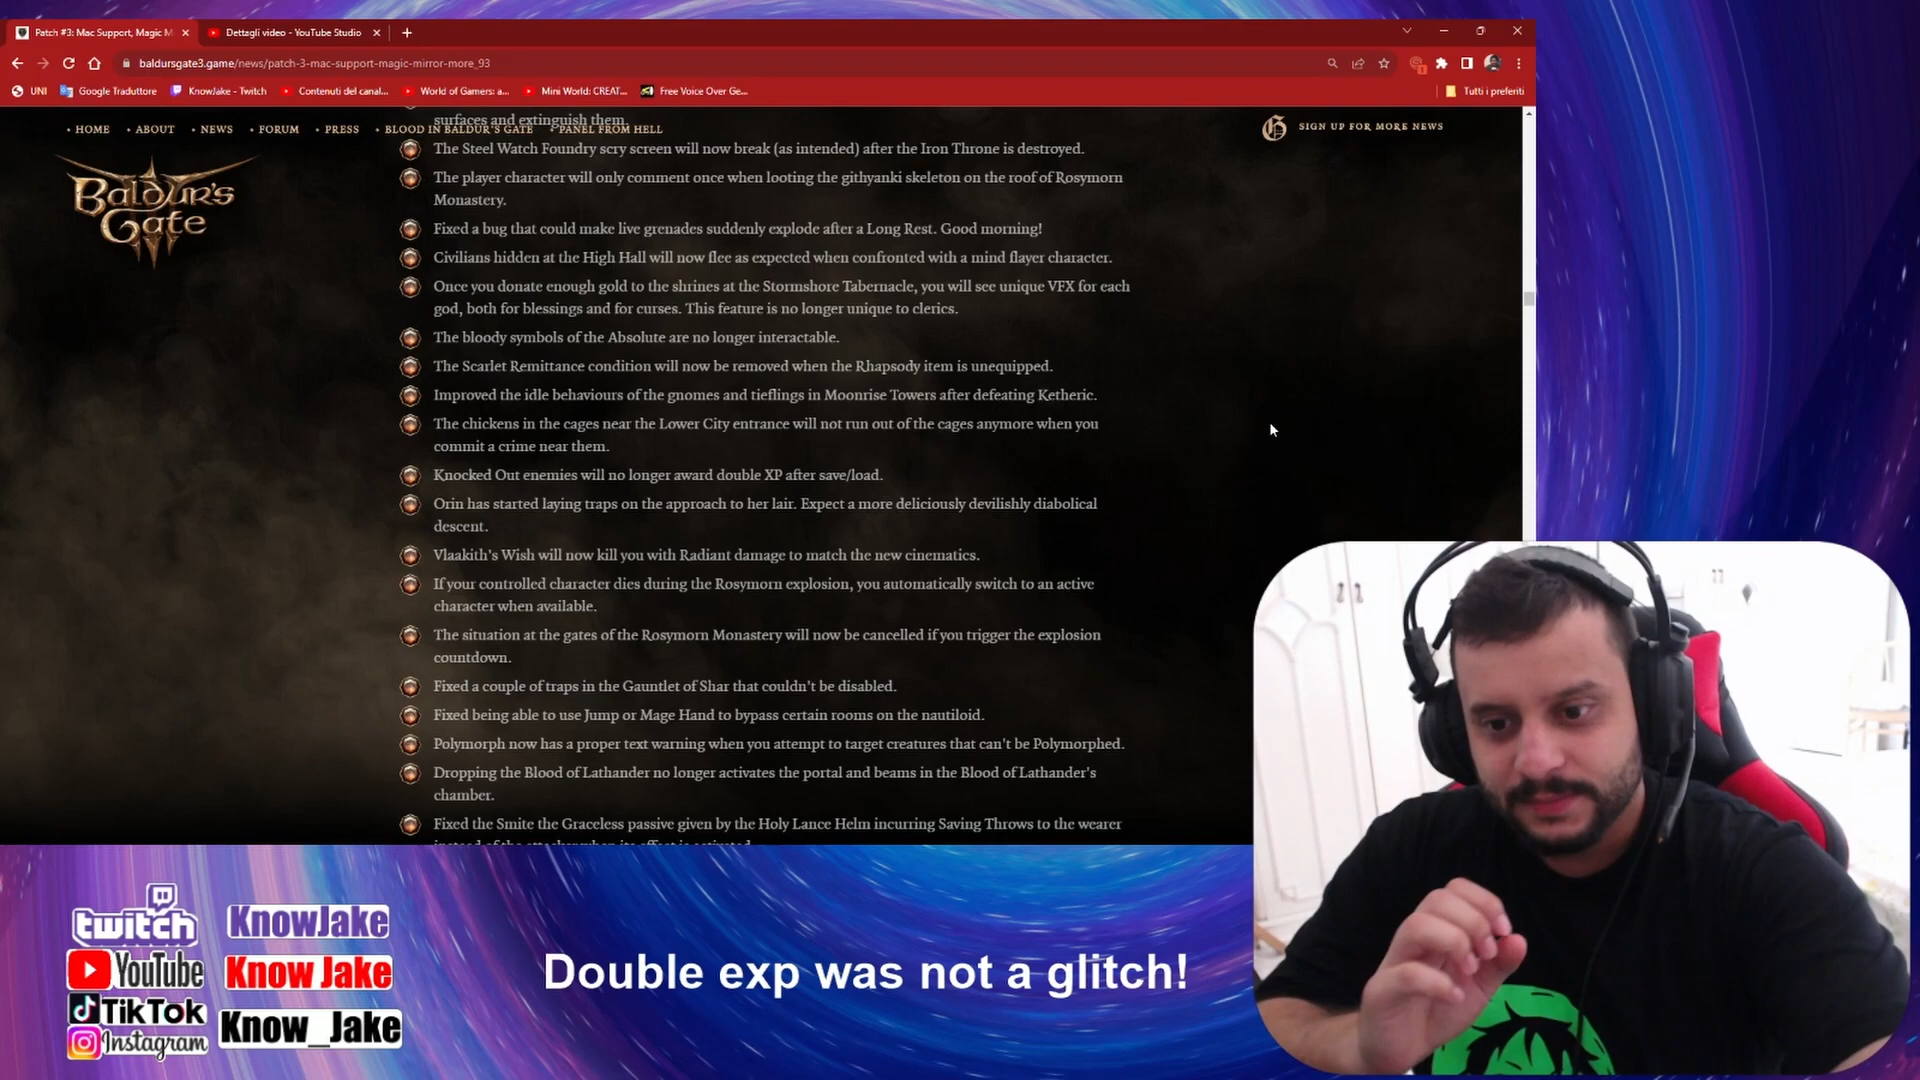 Patch #3: Mac Support, Magic M
Dettagli video - YouTube Studio
baldursgate3.game/news/patch-3-mac-support-magic-mirror-more_93
UNI
Google Traduttore
KnowJake - Twitch
Contenuti del canal...
World of Gamers: a...
Mini World: CREAT...
Free Voice Over Ge...
Tutti i preferiti
surfaces and extinguish them.
HOME
ABOUT
NEWS
FORUM
PRESS
BLOOD IN BALDUR'S GATE
PANEL FROM HELL
SIGN UP FOR MORE NEWS
Baldur's
Gate
The Steel Watch Foundry scry screen will now break (as intended) after the Iron Throne is destroyed.
The player character will only comment once when looting the githyanki skeleton on the roof of Rosymorn
Monastery.
Fixed a bug that could make live grenades suddenly explode after a Long Rest. Good morning!
Civilians hidden at the High Hall will now flee as expected when confronted with a mind flayer character.
Once you donate enough gold to the shrines at the Stormshore Tabernacle, you will see unique VFX for each
god, both for blessings and for curses. This feature is no longer unique to clerics.
The bloody symbols of the Absolute are no longer interactable.
The Scarlet Remittance condition will now be removed when the Rhapsody item is unequipped.
Improved the idle behaviours of the gnomes and tieflings in Moonrise Towers after defeating Ketheric.
The chickens in the cages near the Lower City entrance will not run out of the cages anymore when you
commit a crime near them.
Knocked Out enemies will no longer award double XP after save/load.
Orin has started laying traps on the approach to her lair. Expect a more deliciously devilishly diabolical
descent.
Vlaakith's Wish will now kill you with Radiant damage to match the new cinematics.
If your controlled character dies during the Rosymorn explosion, you automatically switch to an active
character when available.
The situation at the gates of the Rosymorn Monastery will now be cancelled if you trigger the explosion
countdown.
Fixed a couple of traps in the Gauntlet of Shar that couldn't be disabled.
Fixed being able to use Jump or Mage Hand to bypass certain rooms on the nautiloid.
Polymorph now has a proper text warning when you attempt to target creatures that can't be Polymorphed.
Dropping the Blood of Lathander no longer activates the portal and beams in the Blood of Lathander's
chamber.
Fixed the Smite the Graceless passive given by the Holy Lance Helm incurring Saving Throws to the wearer
twitch
KnowJake
YouTube
Know Jake
TikTok
Instagram
Know_Jake
Double exp was not a glitch!